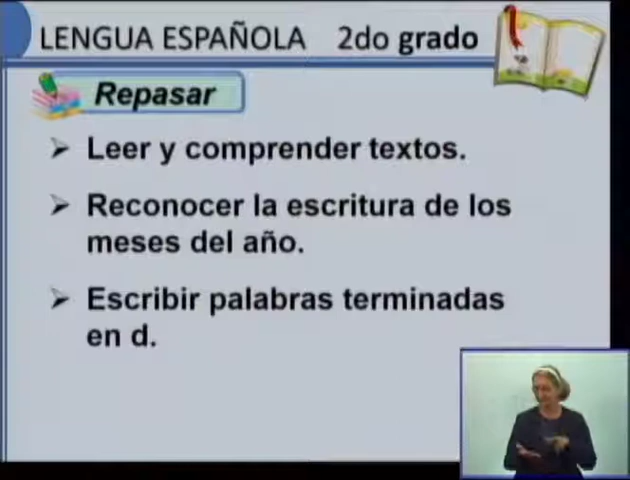 LENGUA ESPAÑOLA 2do grado
Repasar
Leer y comprender textos.
Reconocer la escritura de los
meses del año.
Escribir palabras terminadas
en d.